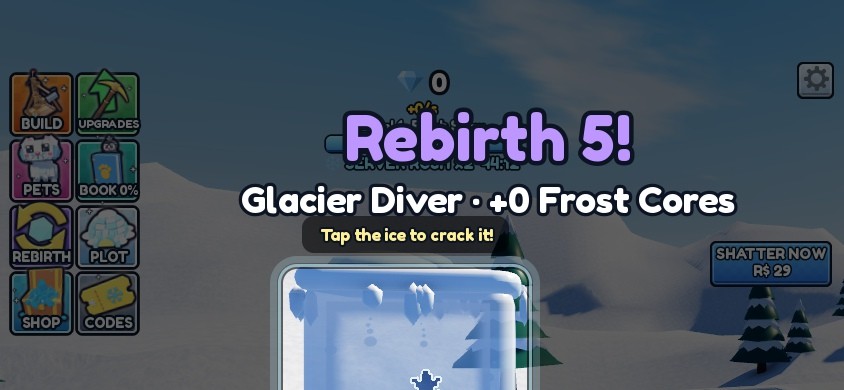 0
Rebirth 5!
Glacier Diver · +0 Frost Cores
Tap the ice to crack it!
BUILD
UPGRADES
PETS
BOOK 0%
REBIRTH
PLOT
SHOP
CODES
SHATTER NOW
R$ 29